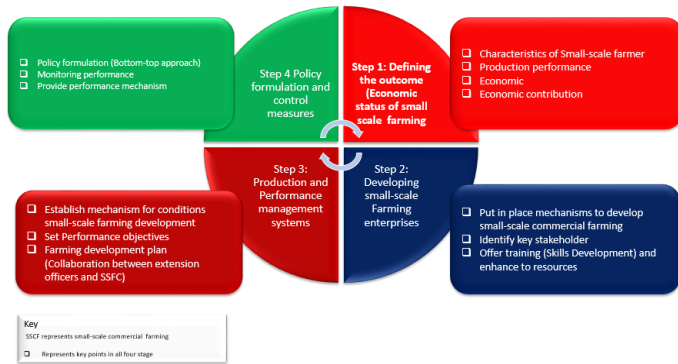 Policy formulation (Bottom-top approach)
Monitoring performance
Provide performance mechanism
Step 4 Policy
formulation and
control
measures
Step 1: Defining
the outcome
(Economic
status of small
scale farming
Characteristics of Small-scale farmer
Production performance
Economic
Economic contribution
Establish mechanism for conditions
small-scale farming development
Set Performance objectives
Farming development plan
(Collaboration between extension
officers and SSFC)
Step 3:
Production and
Performance
management
systems
Step 2:
Developing
small-scale
Farming
enterprises
Put in place mechanisms to develop
small-scale commercial farming
Identify key stakeholder
Offer training (Skills Development) and
enhance to resources
Key
SSCF represents small-scale commercial farming
Represents key points in all four stage